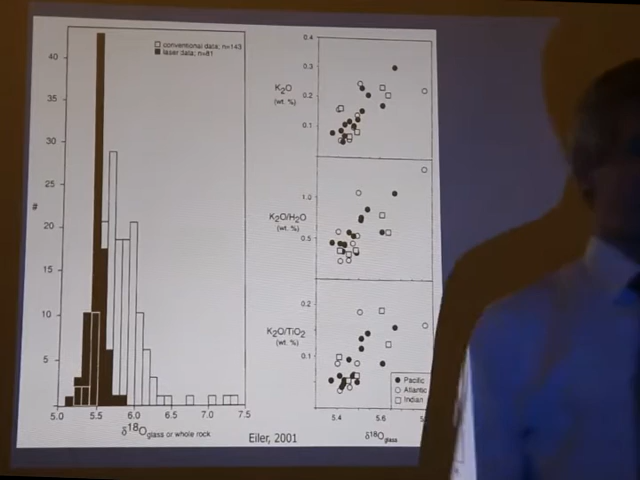 conventional data; n=143
laser data; n=81
40
35
30
25
20
15
10
5
#
5.0 5.5 6.0 6.5 7.0 7.5
δ18Oglass or whole rock
Eiler, 2001
K2O
(wt. %)
0.4
0.3
0.2
0.1
K2O/H2O
(wt. %)
1.0
0.5
K2O/TiO2
(wt. %)
0.2
0.1
Pacific
Atlantic
Indian
5.4 5.6
δ18Oglass